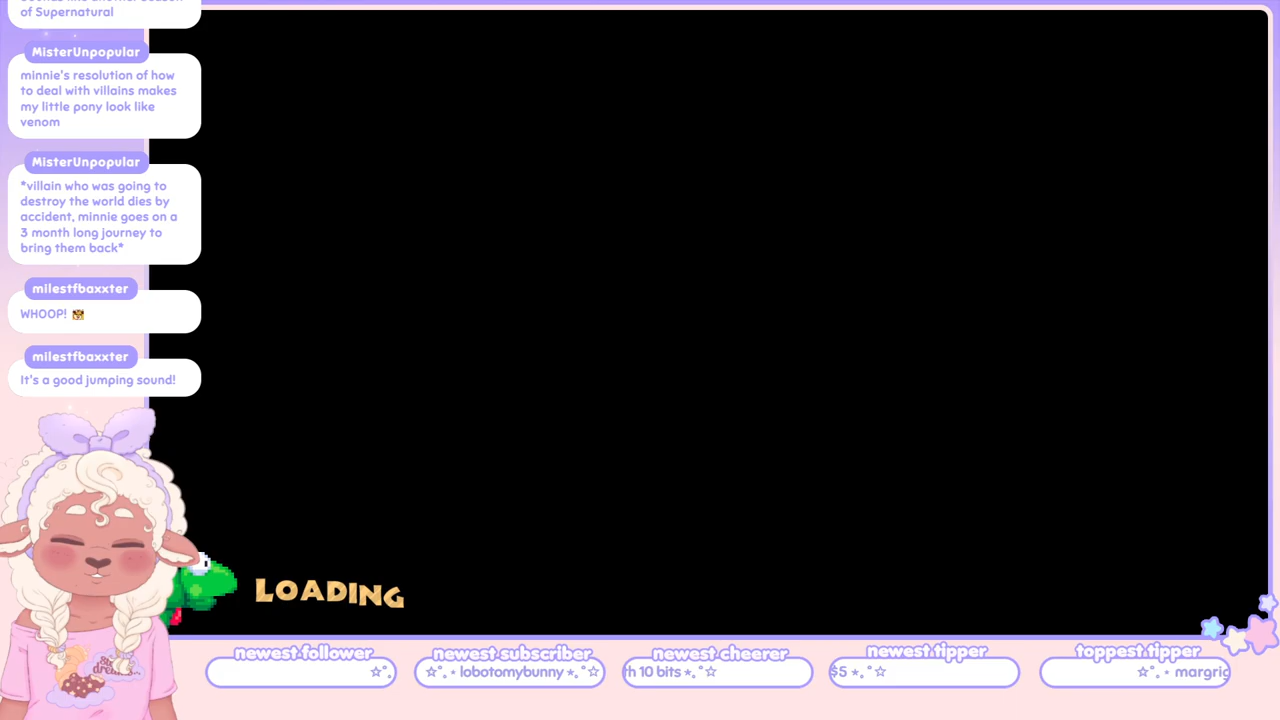 of Supernatural
MisterUnpopular
minnie's resolution of how
to deal with villains makes
my little pony look like
venom
MisterUnpopular
*villain who was going to
destroy the world dies by
accident, minnie goes on a
3 month long journey to
bring them back*
milestfbaxxter
WHOOP!
milestfbaxxter
It's a good jumping sound!
LOADING
newest follower
newest subscriber
lobotomybunny
newest cheerer
10 bits
newest tipper
$5
toppest tipper
margrig